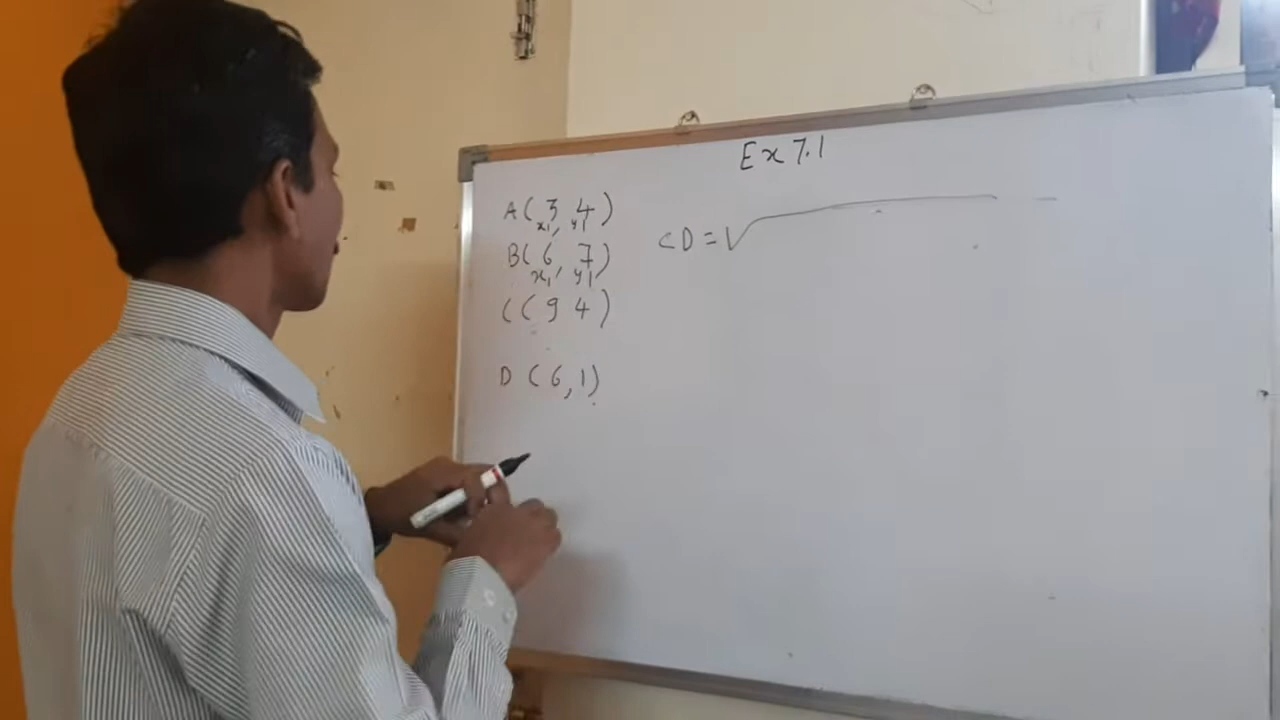 Ex 7.1
A(3, 4)
x₁ y₁
B(6, 7)
x₁ y₁
C(9 4)
D(6,1)
CD=√